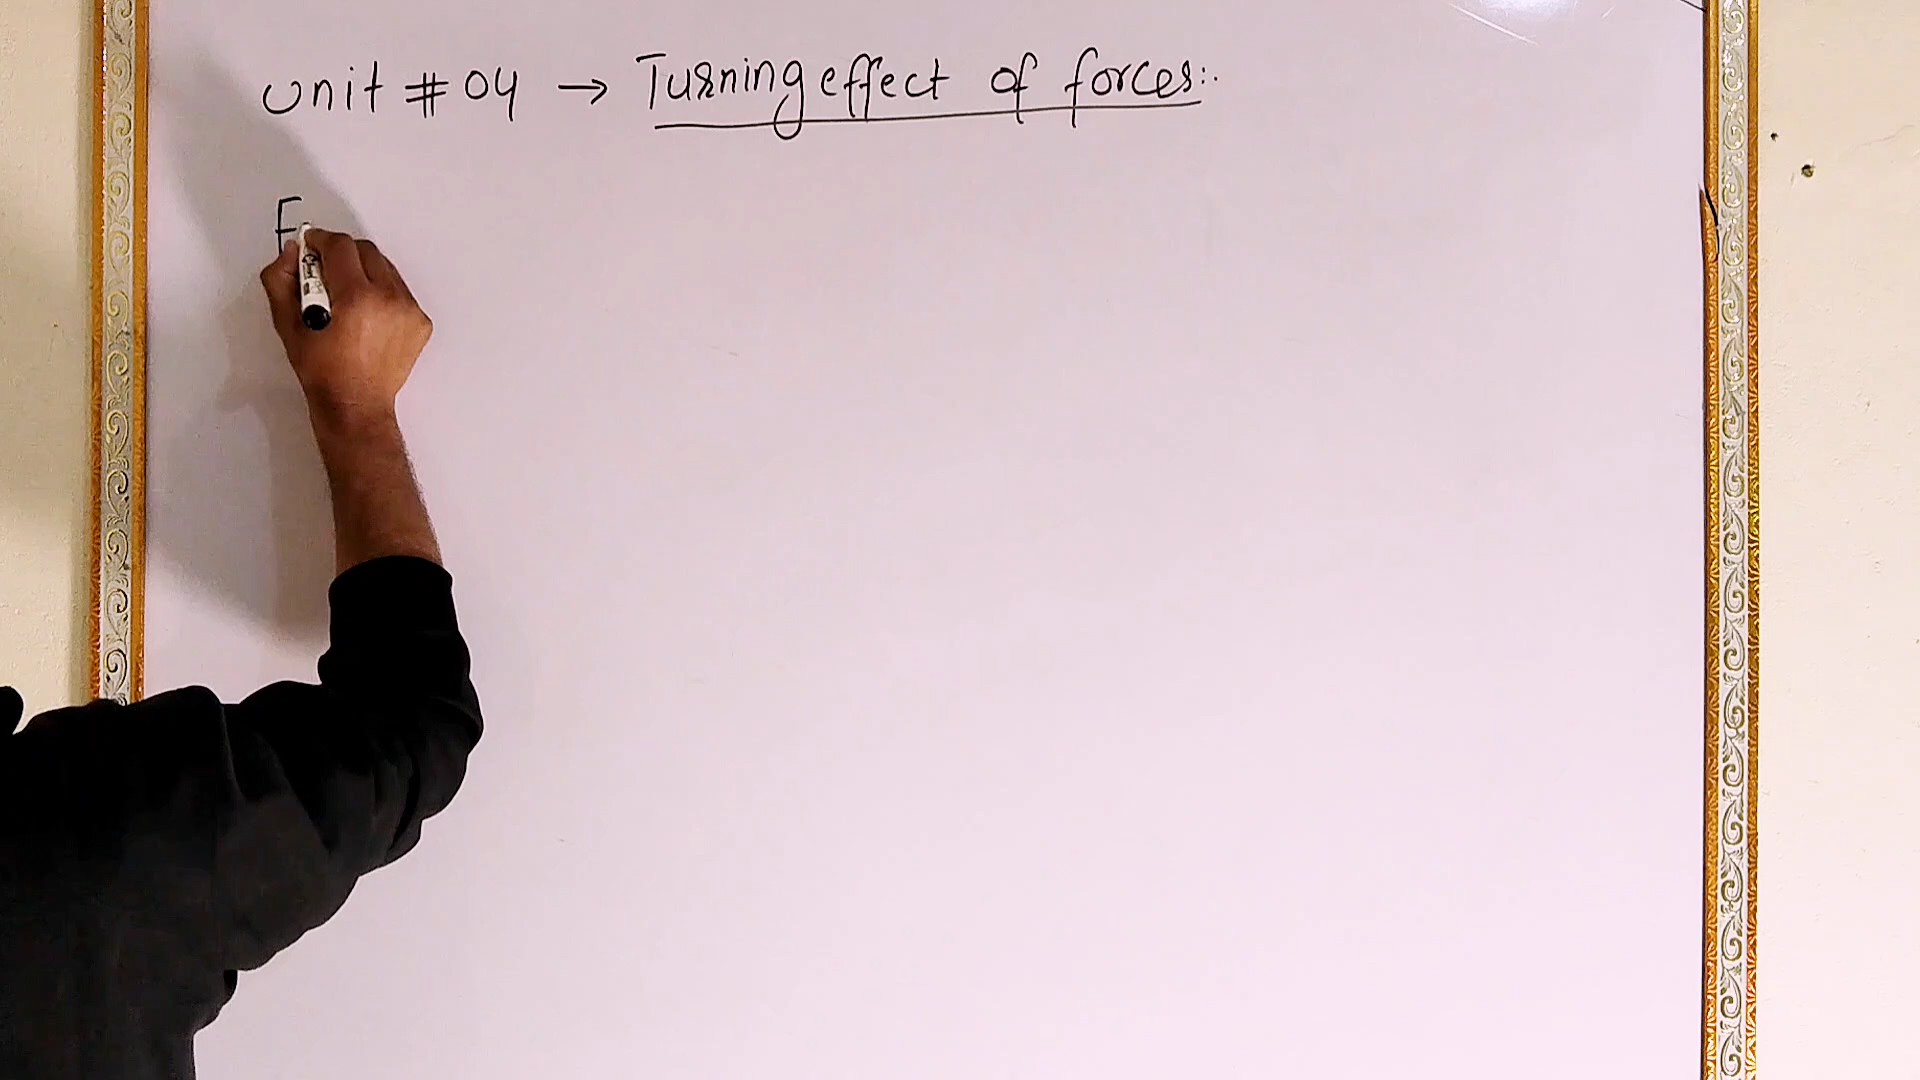 Unit # 04 → Turning effect of forces:.
F